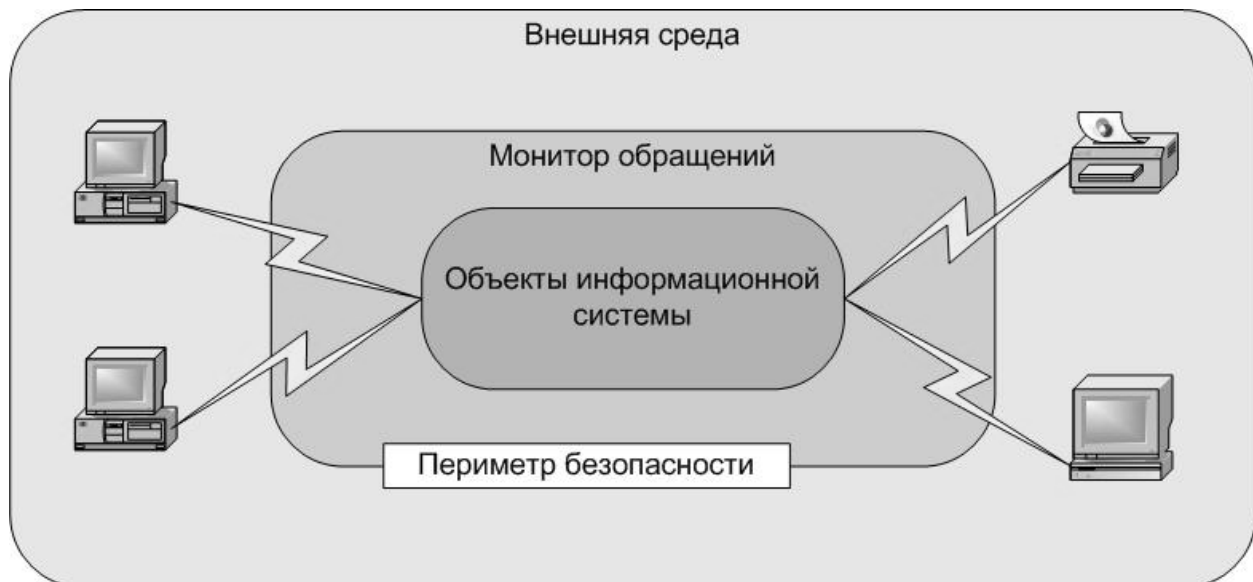 Внешняя среда
Монитор обращений
Объекты информационной
системы
Периметр безопасности